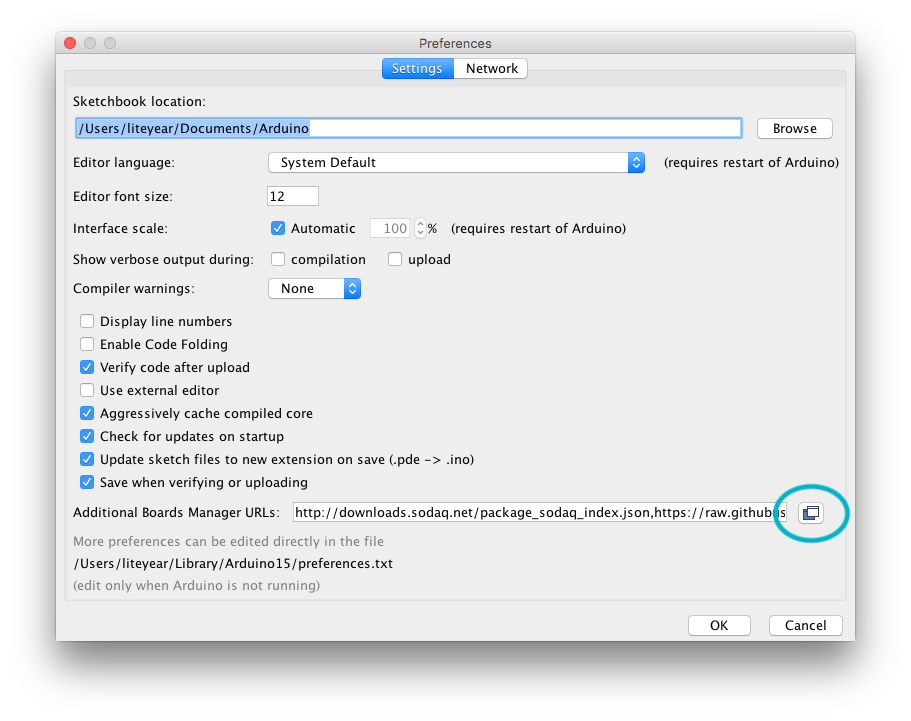 Preferences
Settings Network
Sketchbook location:
/Users/liteyear/Documents/Arduino Browse
Editor language: System Default (requires restart of Arduino)
Editor font size: 12
Interface scale: Automatic 100 % (requires restart of Arduino)
Show verbose output during: compilation upload
Compiler warnings: None
Display line numbers
Enable Code Folding
Verify code after upload
Use external editor
Aggressively cache compiled core
Check for updates on startup
Update sketch files to new extension on save (.pde -> .ino)
Save when verifying or uploading
Additional Boards Manager URLs: http://downloads.sodaq.net/package_sodaq_index.json,https://raw.githubus
More preferences can be edited directly in the file
/Users/liteyear/Library/Arduino15/preferences.txt
(edit only when Arduino is not running)
OK Cancel